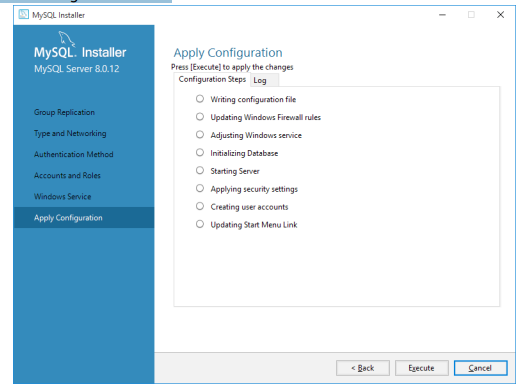 MySQL Installer
MySQL. Installer
MySQL Server 8.0.12
Group Replication
Type and Networking
Authentication Method
Accounts and Roles
Windows Service
Apply Configuration
Apply Configuration
Press [Execute] to apply the changes
Configuration Steps Log
Writing configuration file
Updating Windows Firewall rules
Adjusting Windows service
Initializing Database
Starting Server
Applying security settings
Creating user accounts
Updating Start Menu Link
< Back Execute Cancel